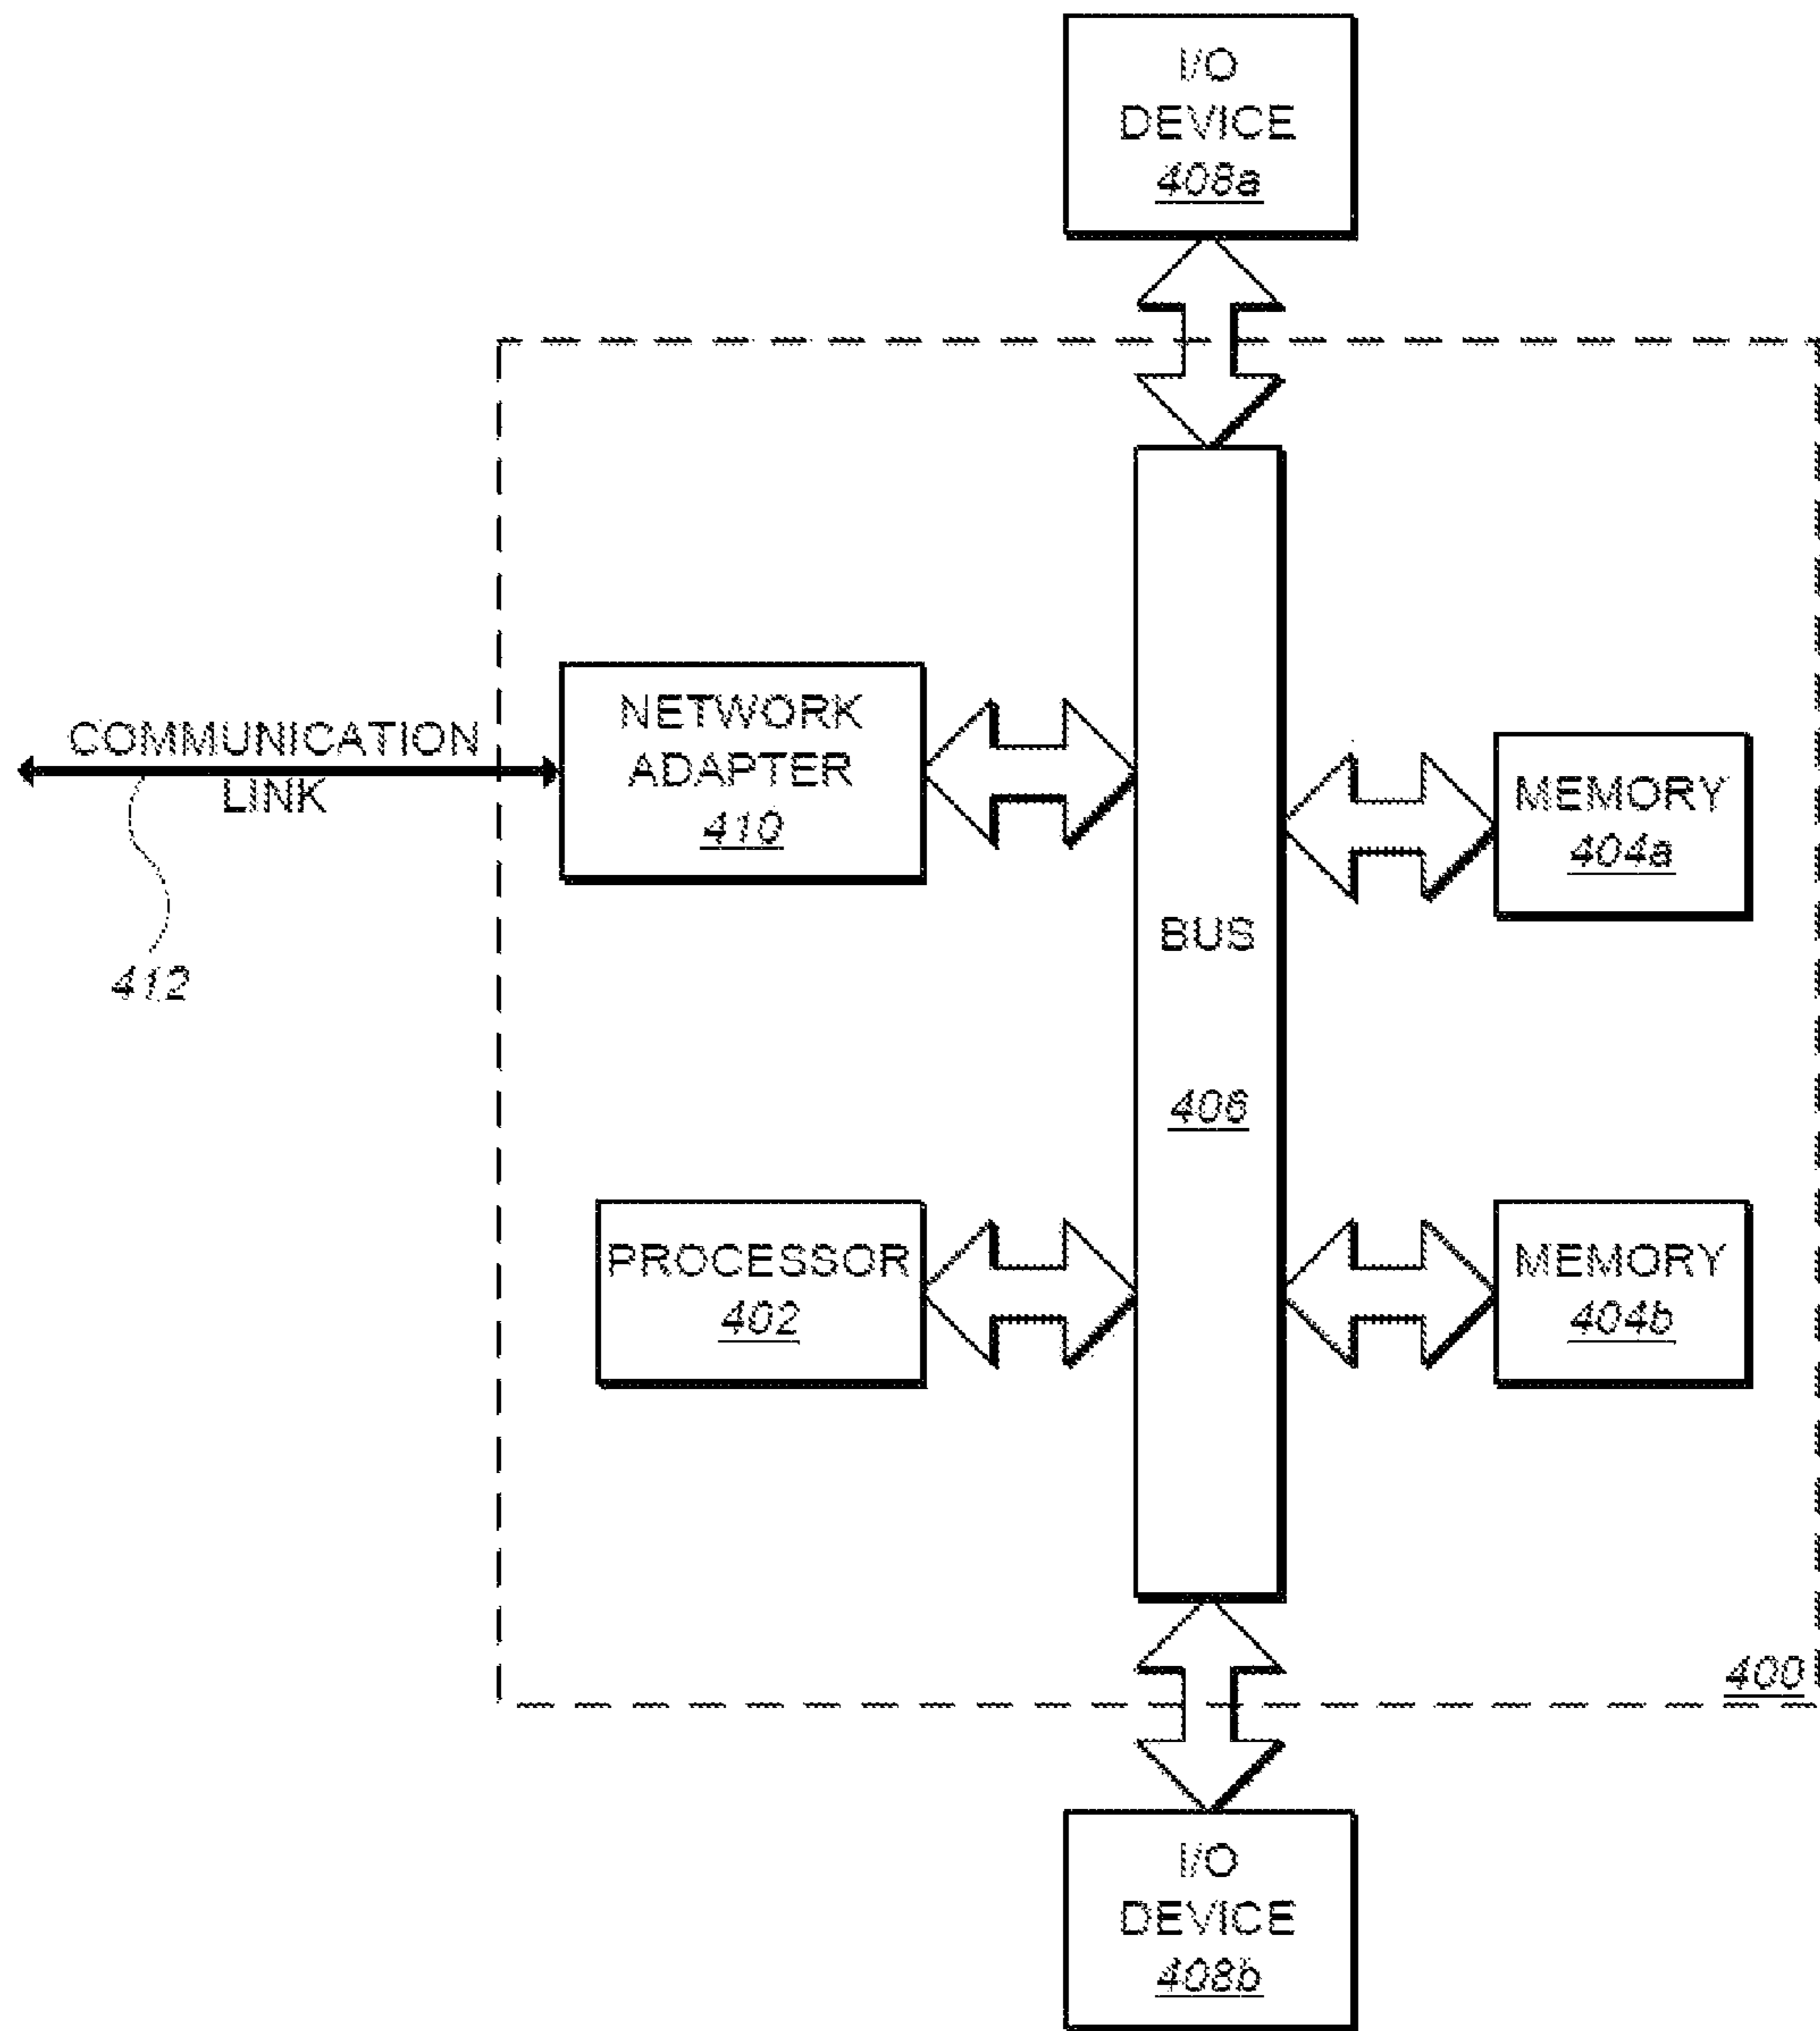 I/O
DEVICE
408a
NETWORK
ADAPTER
410
COMMUNICATION
LINK
412
MEMORY
404a
BUS
406
PROCESSOR
402
MEMORY
404b
400
I/O
DEVICE
408b